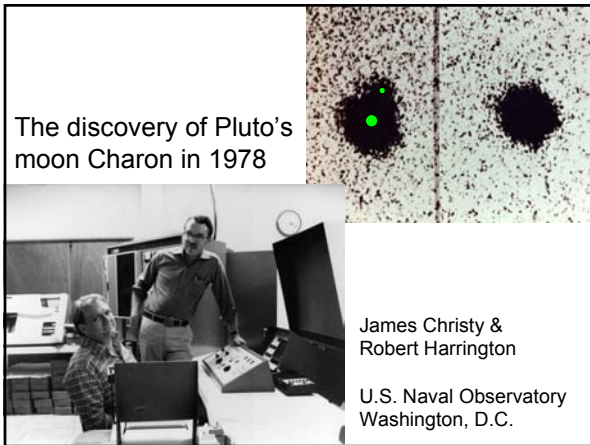 The discovery of Pluto’s
moon Charon in 1978
James Christy &
Robert Harrington
U.S. Naval Observatory
Washington, D.C.